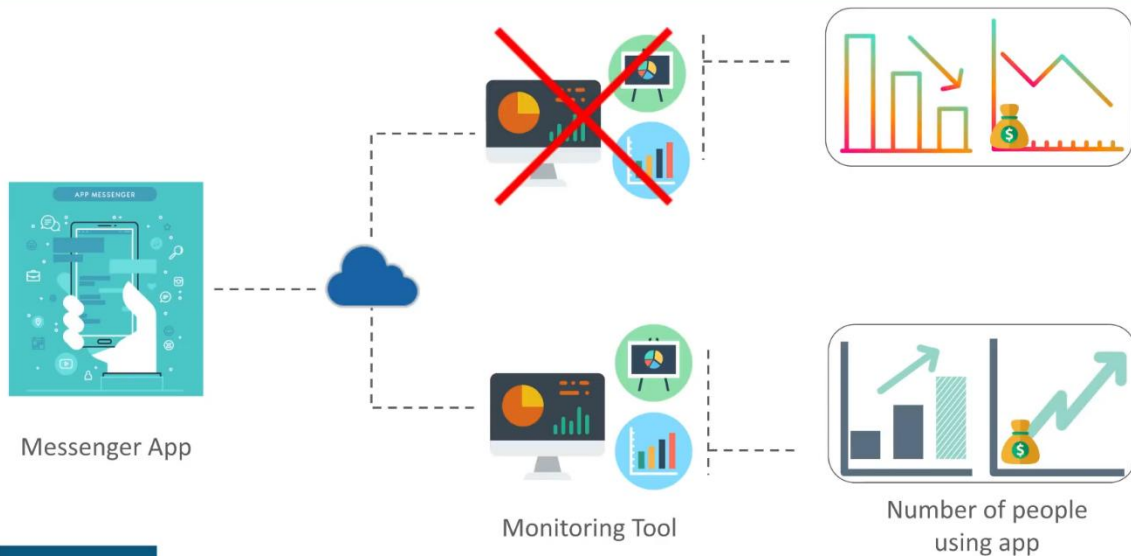 APP MESSENGER
$
Messenger App
$
Monitoring Tool
Number of people
using app